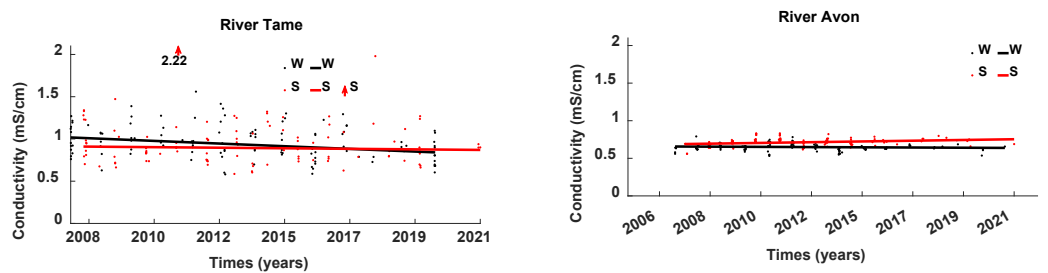 River Tame
2
1.5
1
0.5
0
Conductivity (mS/cm)
2.22
W W
S S S
2008 2010 2012 2015 2017 2019 2021
Times (years)
River Avon
2
1.5
1
0.5
0
Conductivity (mS/cm)
W W
S S
2006 2008 2010 2012 2015 2017 2019 2021
Times (years)